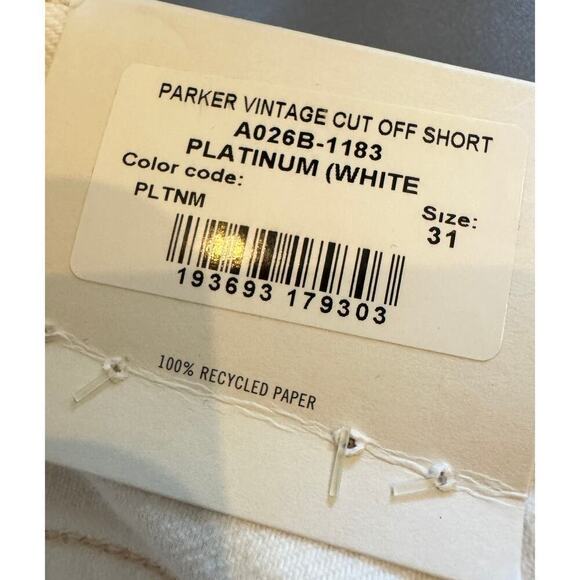 PARKER VINTAGE CUT OFF SHORT
A026B-1183
PLATINUM (WHITE
Color code:
PLTNM
Size:
31
193693 179303
100% RECYCLED PAPER